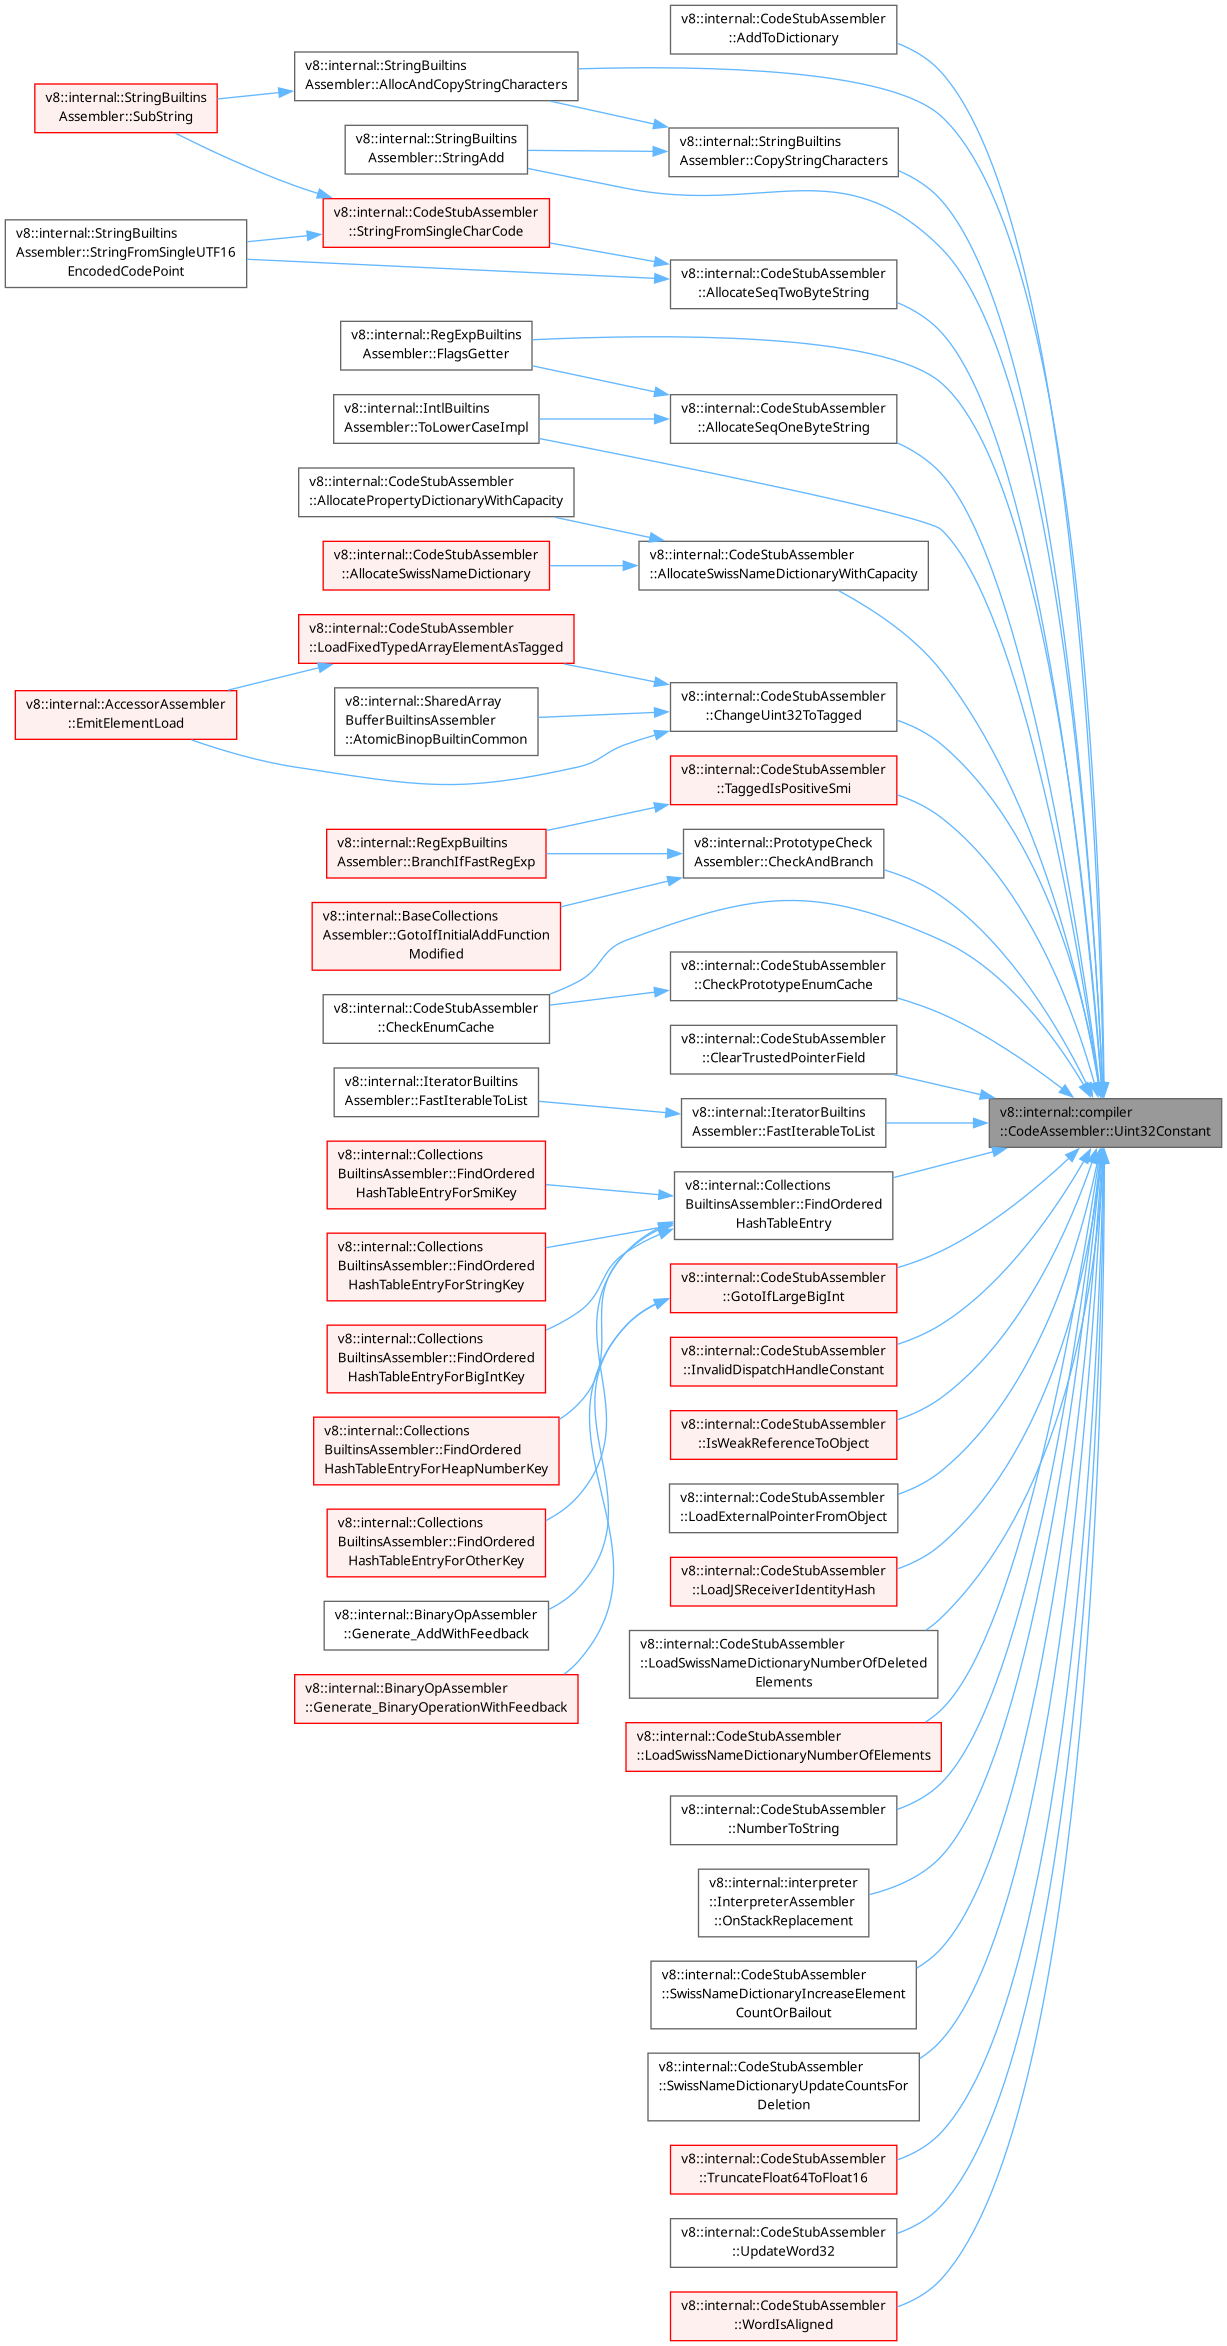 v8::internal::CodeStubAssembler
::AddToDictionary
v8::internal::StringBuiltins
Assembler::AllocAndCopyStringCharacters
v8::internal::StringBuiltins
Assembler::SubString
v8::internal::StringBuiltins
Assembler::StringAdd
v8::internal::StringBuiltins
Assembler::CopyStringCharacters
v8::internal::CodeStubAssembler
::StringFromSingleCharCode
v8::internal::StringBuiltins
Assembler::StringFromSingleUTF16
EncodedCodePoint
v8::internal::CodeStubAssembler
::AllocateSeqTwoByteString
v8::internal::RegExpBuiltins
Assembler::FlagsGetter
v8::internal::IntlBuiltins
Assembler::ToLowerCaseImpl
v8::internal::CodeStubAssembler
::AllocateSeqOneByteString
v8::internal::CodeStubAssembler
::AllocatePropertyDictionaryWithCapacity
v8::internal::CodeStubAssembler
::AllocateSwissNameDictionary
v8::internal::CodeStubAssembler
::AllocateSwissNameDictionaryWithCapacity
v8::internal::CodeStubAssembler
::LoadFixedTypedArrayElementAsTagged
v8::internal::AccessorAssembler
::EmitElementLoad
v8::internal::SharedArray
BufferBuiltinsAssembler
::AtomicBinopBuiltinCommon
v8::internal::CodeStubAssembler
::ChangeUint32ToTagged
v8::internal::CodeStubAssembler
::TaggedIsPositiveSmi
v8::internal::RegExpBuiltins
Assembler::BranchIfFastRegExp
v8::internal::PrototypeCheck
Assembler::CheckAndBranch
v8::internal::BaseCollections
Assembler::GotoIfInitialAddFunction
Modified
v8::internal::CodeStubAssembler
::CheckEnumCache
v8::internal::CodeStubAssembler
::CheckPrototypeEnumCache
v8::internal::CodeStubAssembler
::ClearTrustedPointerField
v8::internal::IteratorBuiltins
Assembler::FastIterableToList
v8::internal::IteratorBuiltins
Assembler::FastIterableToList
v8::internal::compiler
::CodeAssembler::Uint32Constant
v8::internal::Collections
BuiltinsAssembler::FindOrdered
HashTableEntryForSmiKey
v8::internal::Collections
BuiltinsAssembler::FindOrdered
HashTableEntry
v8::internal::Collections
BuiltinsAssembler::FindOrdered
HashTableEntryForStringKey
v8::internal::CodeStubAssembler
::GotoIfLargeBigInt
v8::internal::Collections
BuiltinsAssembler::FindOrdered
HashTableEntryForBigIntKey
v8::internal::CodeStubAssembler
::InvalidDispatchHandleConstant
v8::internal::Collections
BuiltinsAssembler::FindOrdered
HashTableEntryForHeapNumberKey
v8::internal::CodeStubAssembler
::IsWeakReferenceToObject
v8::internal::CodeStubAssembler
::LoadExternalPointerFromObject
v8::internal::Collections
BuiltinsAssembler::FindOrdered
HashTableEntryForOtherKey
v8::internal::CodeStubAssembler
::LoadJSReceiverIdentityHash
v8::internal::BinaryOpAssembler
::Generate_AddWithFeedback
v8::internal::CodeStubAssembler
::LoadSwissNameDictionaryNumberOfDeleted
Elements
v8::internal::BinaryOpAssembler
::Generate_BinaryOperationWithFeedback
v8::internal::CodeStubAssembler
::LoadSwissNameDictionaryNumberOfElements
v8::internal::CodeStubAssembler
::NumberToString
v8::internal::interpreter
::InterpreterAssembler
::OnStackReplacement
v8::internal::CodeStubAssembler
::SwissNameDictionaryIncreaseElement
CountOrBailout
v8::internal::CodeStubAssembler
::SwissNameDictionaryUpdateCountsFor
Deletion
v8::internal::CodeStubAssembler
::TruncateFloat64ToFloat16
v8::internal::CodeStubAssembler
::UpdateWord32
v8::internal::CodeStubAssembler
::WordIsAligned